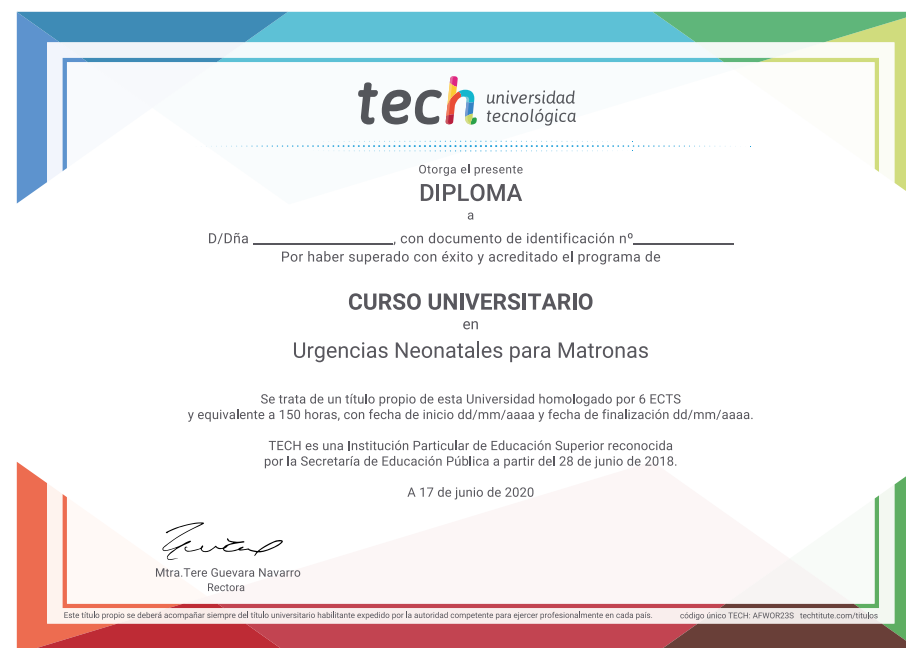 tech universidad
tecnológica
Otorga el presente
DIPLOMA
a
D/Dña ____________________, con documento de identificación nº______________
Por haber superado con éxito y acreditado el programa de
CURSO UNIVERSITARIO
en
Urgencias Neonatales para Matronas
Se trata de un título propio de esta Universidad homologado por 6 ECTS
y equivalente a 150 horas, con fecha de inicio dd/mm/aaaa y fecha de finalización dd/mm/aaaa.
TECH es una Institución Particular de Educación Superior reconocida
por la Secretaría de Educación Pública a partir del 28 de junio de 2018.
A 17 de junio de 2020
Mtra.Tere Guevara Navarro
Rectora
Este título propio se deberá acompañar siempre del título universitario habilitante expedido por la autoridad competente para ejercer profesionalmente en cada país. código único TECH: AFWOR23S techtitute.com/titulos